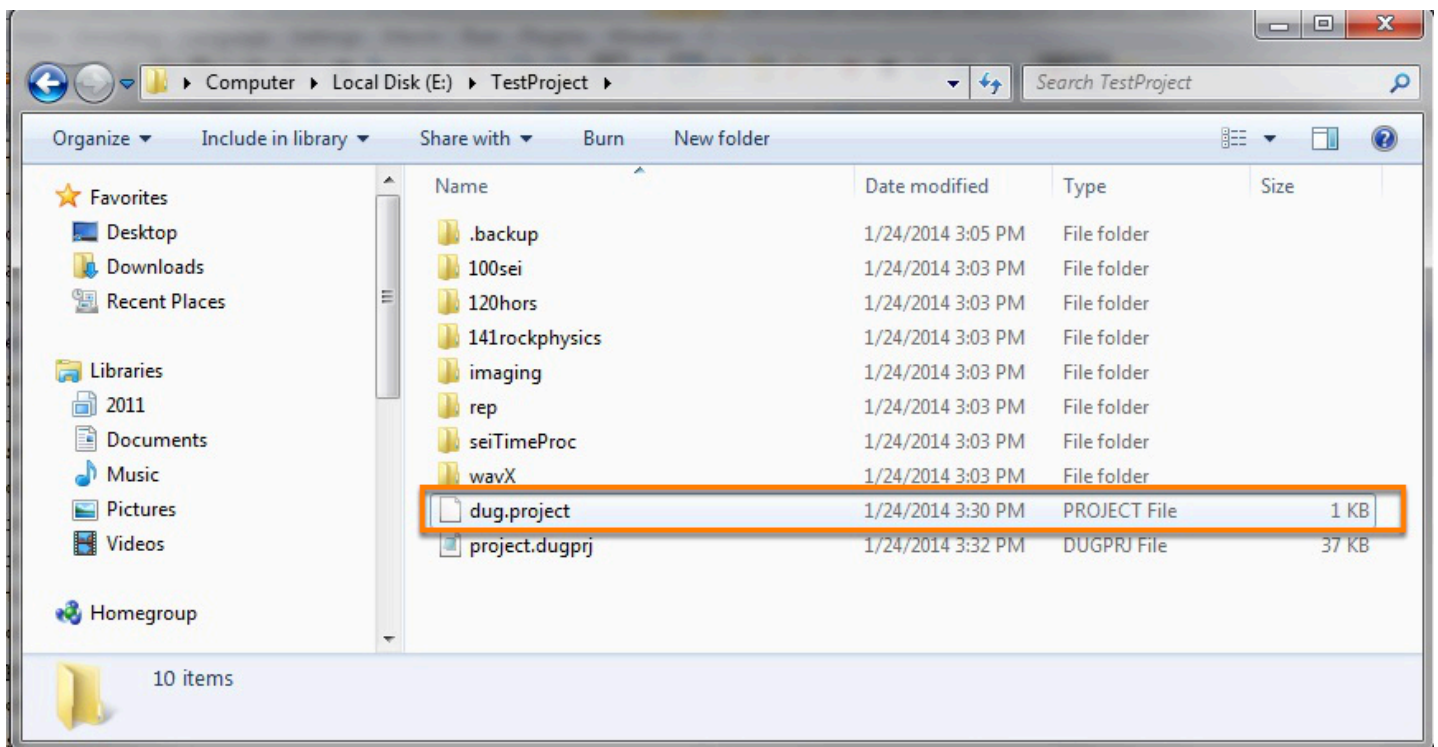 Computer Local Disk (E:) TestProject Search TestProject
Organize Include in library Share with Burn New folder
Favorites
Desktop
Downloads
Recent Places
Libraries
2011
Documents
Music
Pictures
Videos
Homegroup
Name Date modified Type Size
.backup 1/24/2014 3:05 PM File folder
100sei 1/24/2014 3:03 PM File folder
120hors 1/24/2014 3:03 PM File folder
141rockphysics 1/24/2014 3:03 PM File folder
imaging 1/24/2014 3:03 PM File folder
rep 1/24/2014 3:03 PM File folder
seiTimeProc 1/24/2014 3:03 PM File folder
wavX 1/24/2014 3:03 PM File folder
dug.project 1/24/2014 3:30 PM PROJECT File 1 KB
project.dugprj 1/24/2014 3:32 PM DUGPRJ File 37 KB
10 items